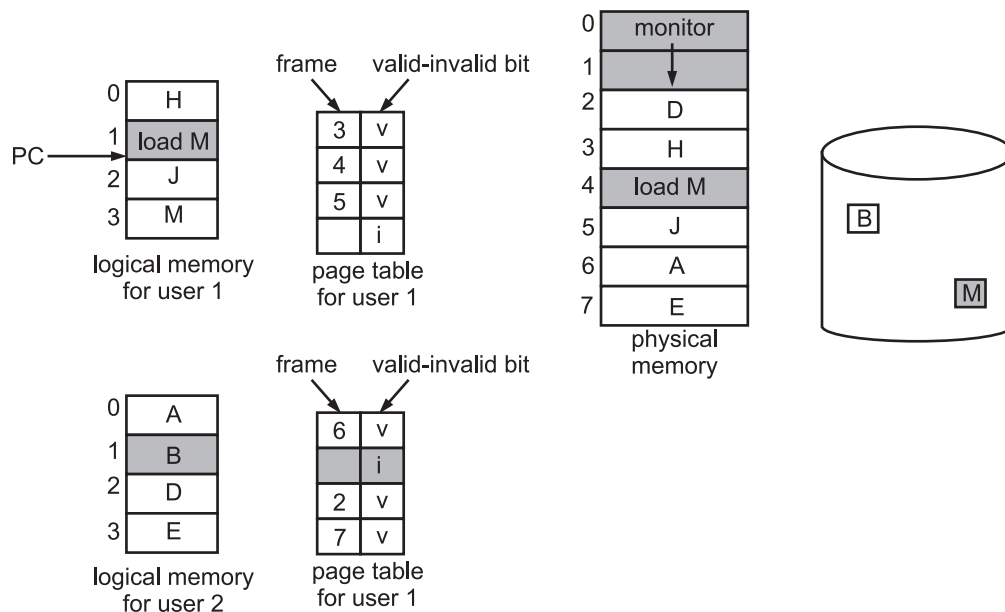 frame
valid-invalid bit
0 H
1 load M
PC
2 J
3 M
logical memory
for user 1
3 v
4 v
5 v
i
page table
for user 1
0 monitor
1
2 D
3 H
4 load M
5 J
6 A
7 E
physical
memory
B
M
frame
valid-invalid bit
0 A
1 B
2 D
3 E
logical memory
for user 2
6 v
i
2 v
7 v
page table
for user 1